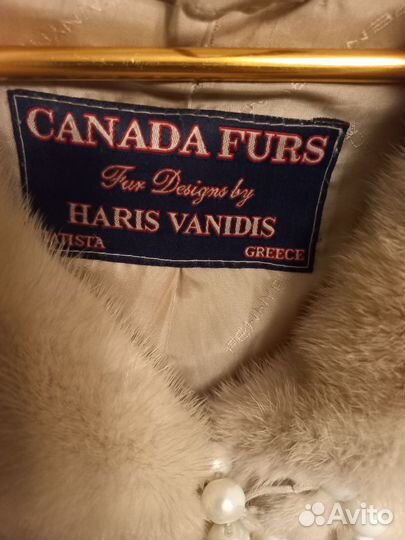 CANADA FURS
Fur Designs by
HARIS VANIDIS
GREECE
Avito